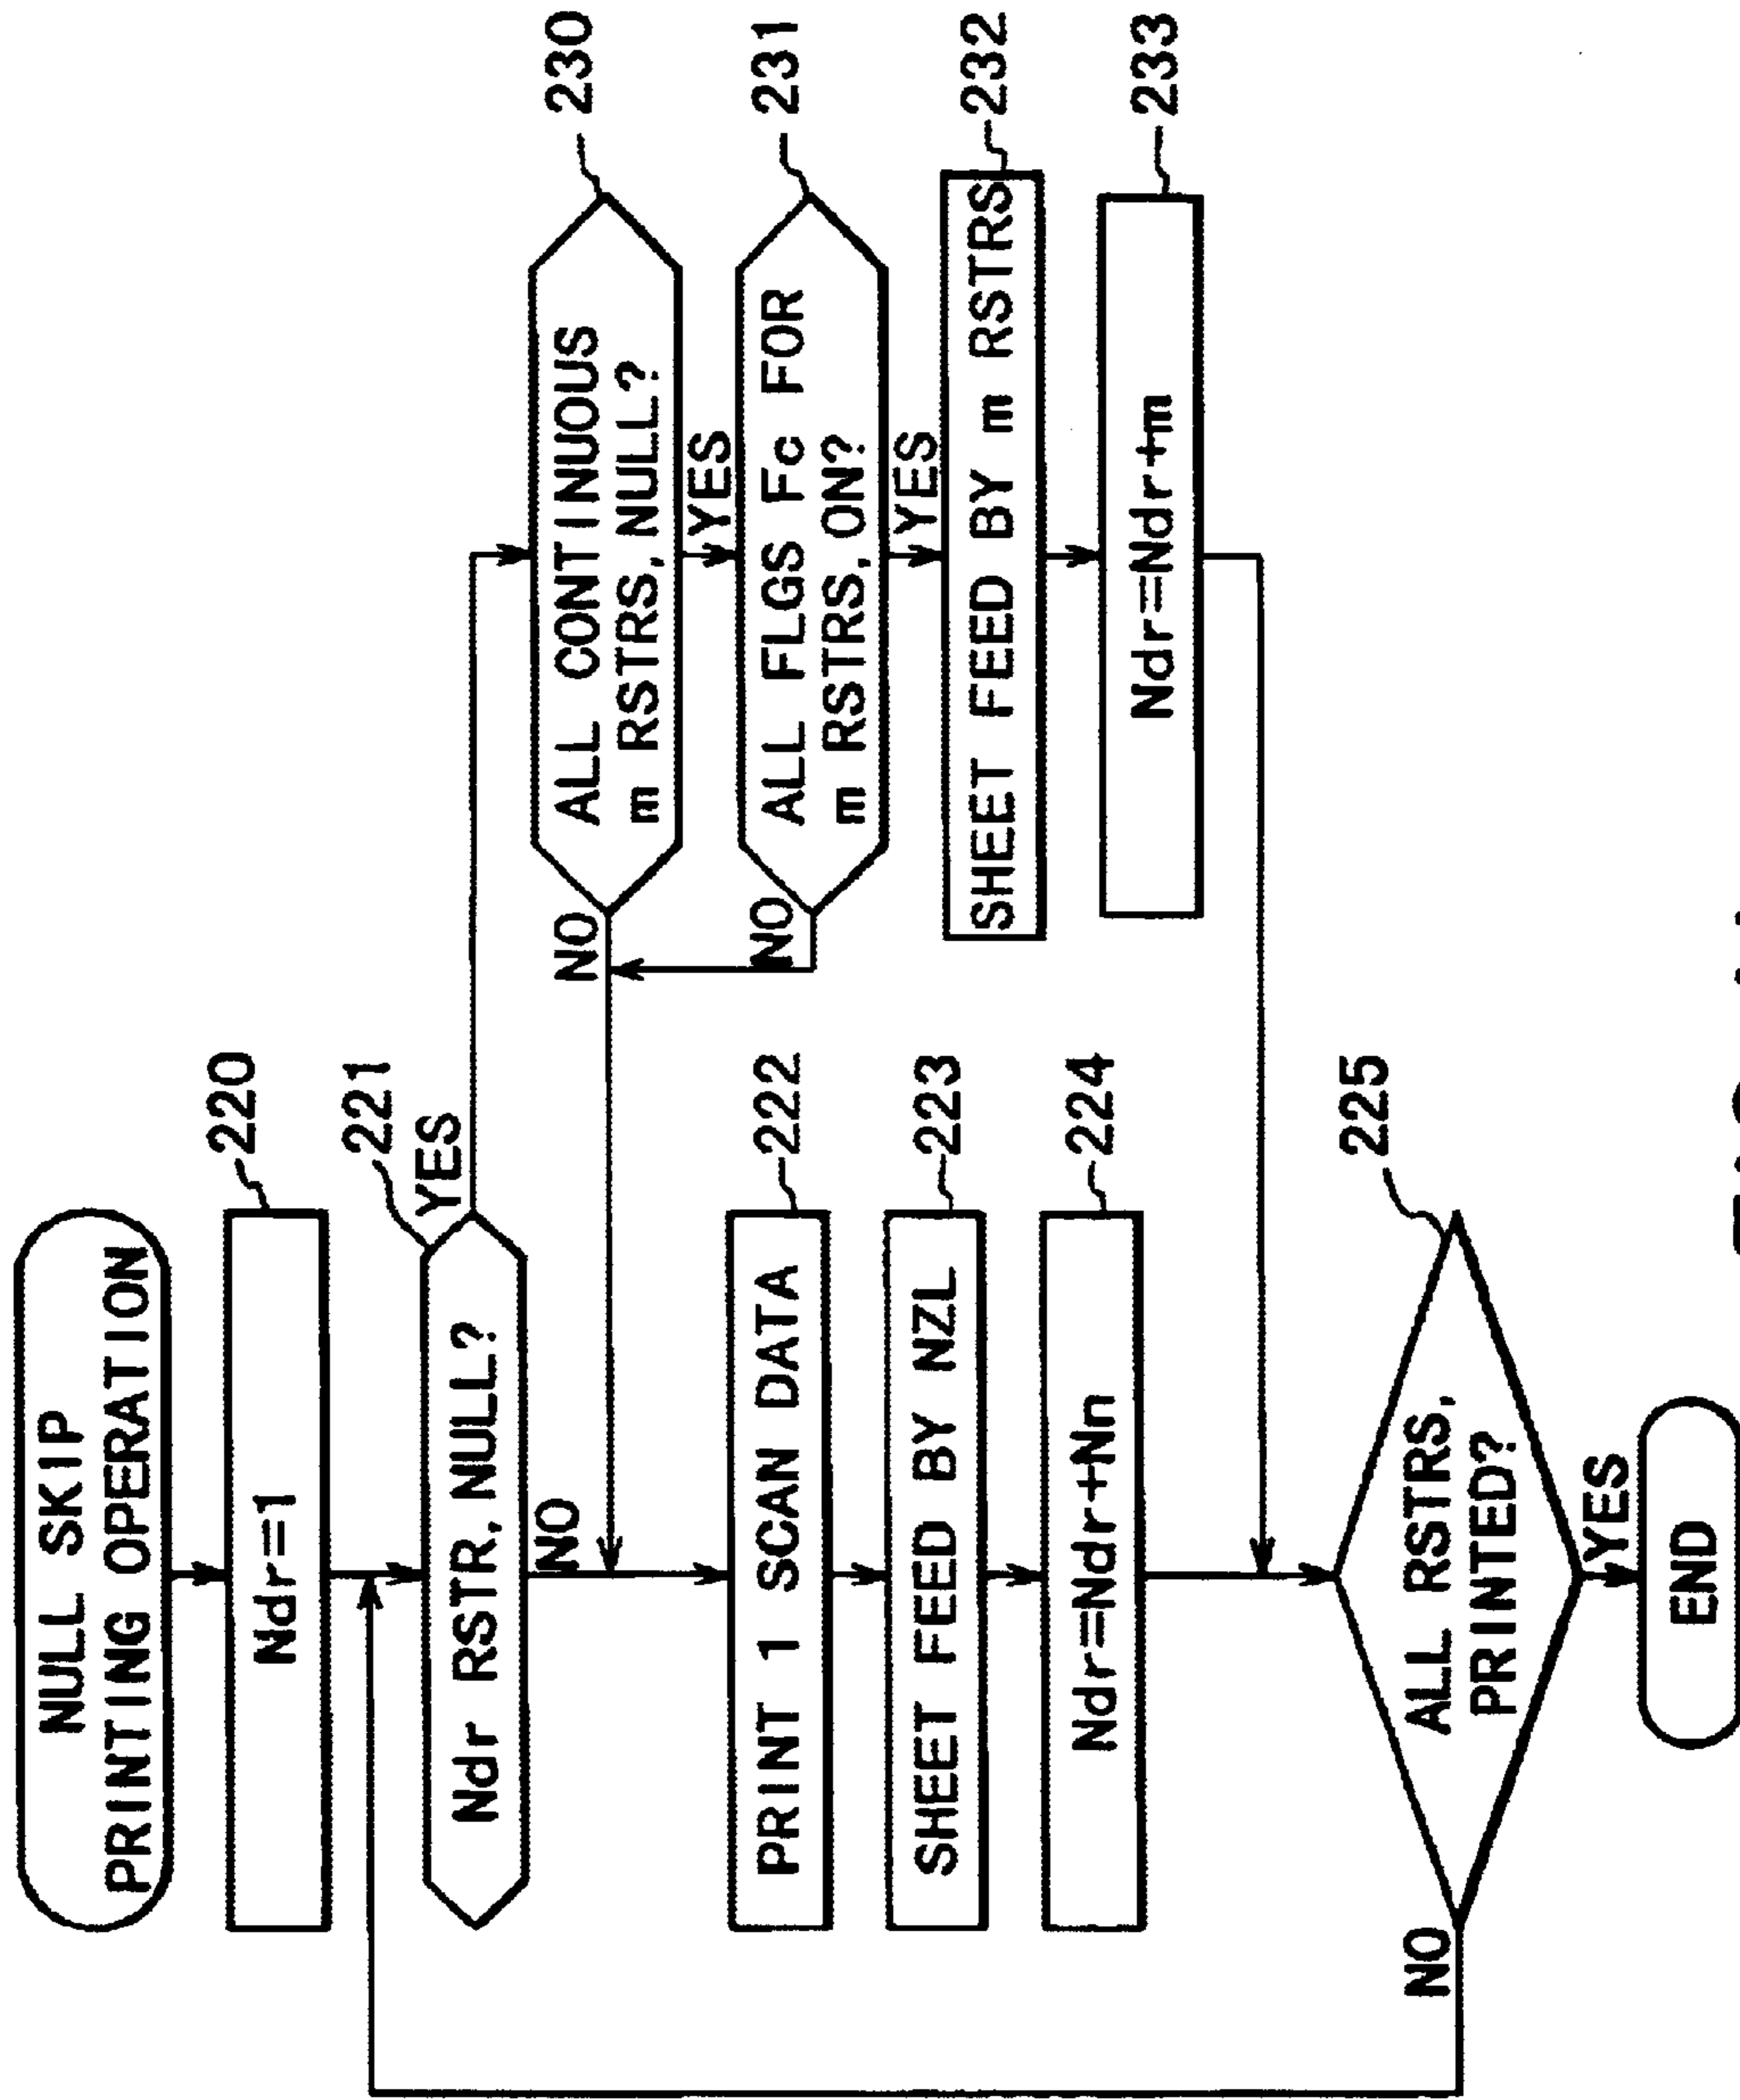 NULL SKIP
PRINTING OPERATION
220
Ndr=1
221
Ndr RSTR, NULL?
YES
NO
222
PRINT 1 SCAN DATA
223
SHEET FEED BY NZL
224
Ndr=Ndr+Nn
225
ALL RSTRS,
PRINTED?
NO
YES
END
230
ALL CONTINUOUS
m RSTRS, NULL?
NO
YES
231
ALL FLGS Fc FOR
m RSTRS, ON?
NO
YES
232
SHEET FEED BY m RSTRS
233
Ndr=Ndr+m